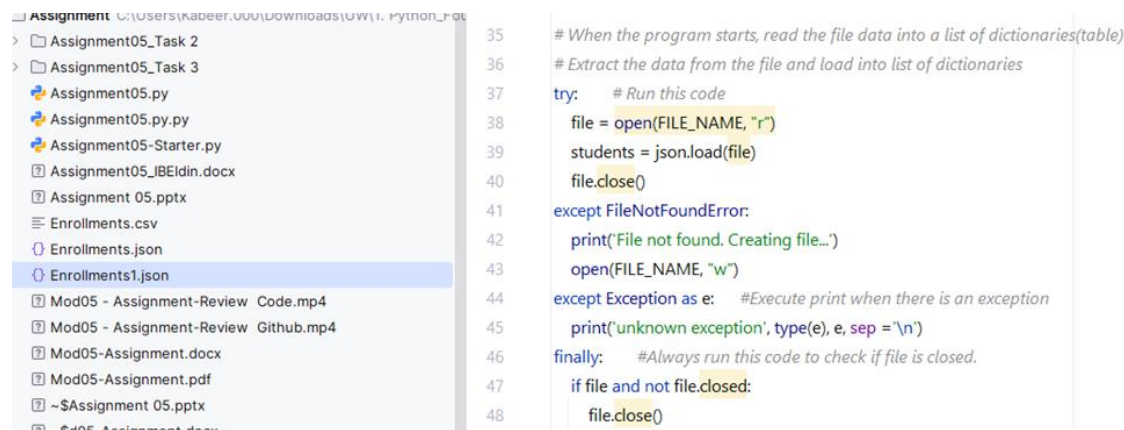 Assignment C:\Users\Kabeer.000\Downloads\UW\1. Python_Fou
Assignment05_Task 2
Assignment05_Task 3
Assignment05.py
Assignment05.py.py
Assignment05-Starter.py
Assignment05_IBEldin.docx
Assignment 05.pptx
Enrollments.csv
Enrollments.json
Enrollments1.json
Mod05 - Assignment-Review Code.mp4
Mod05 - Assignment-Review Github.mp4
Mod05-Assignment.docx
Mod05-Assignment.pdf
~$Assignment 05.pptx
~$d05-Assignment.docx
35 # When the program starts, read the file data into a list of dictionaries(table)
36 # Extract the data from the file and load into list of dictionaries
37 try: # Run this code
38 file = open(FILE_NAME, "r")
39 students = json.load(file)
40 file.close()
41 except FileNotFoundError:
42 print('File not found. Creating file...')
43 open(FILE_NAME, "w")
44 except Exception as e: #Execute print when there is an exception
45 print('unknown exception', type(e), e, sep ='\n')
46 finally: #Always run this code to check if file is closed.
47 if file and not file.closed:
48 file.close()